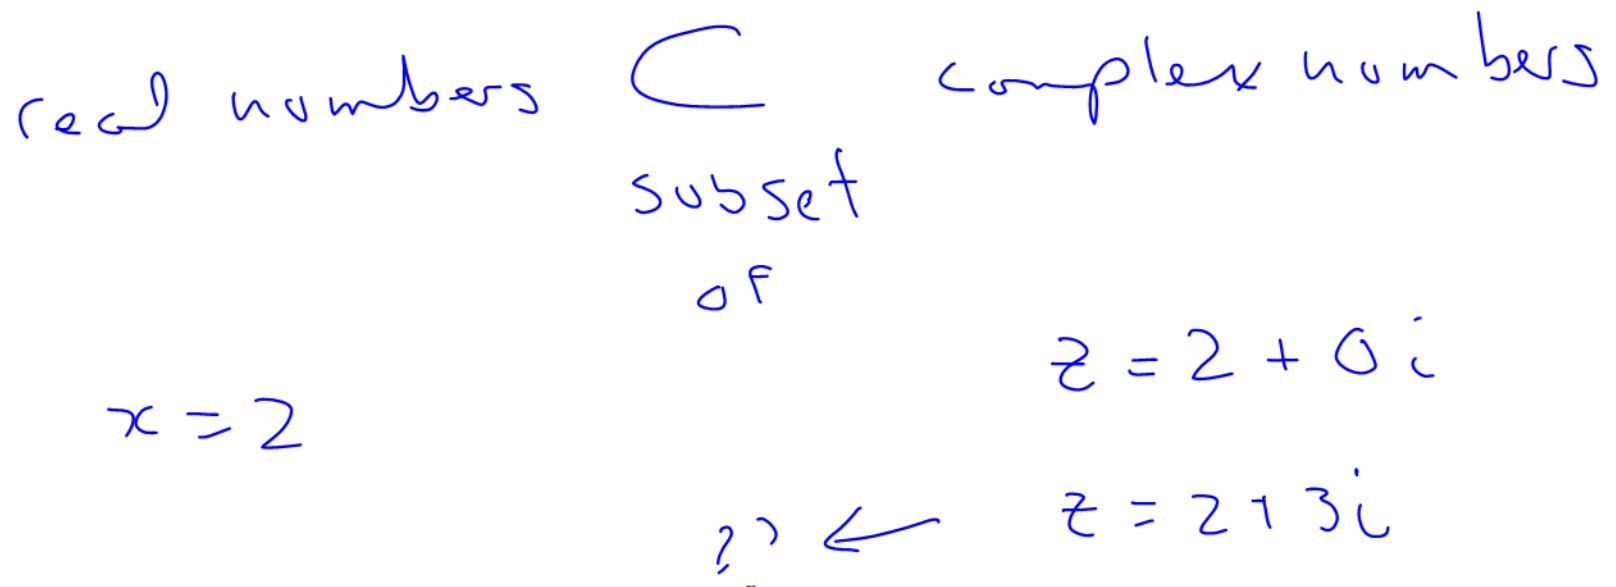 real numbers ⊂ complex numbers
subset
of
z = 2 + 0i
x = 2
z = 2 + 3i
?? ←